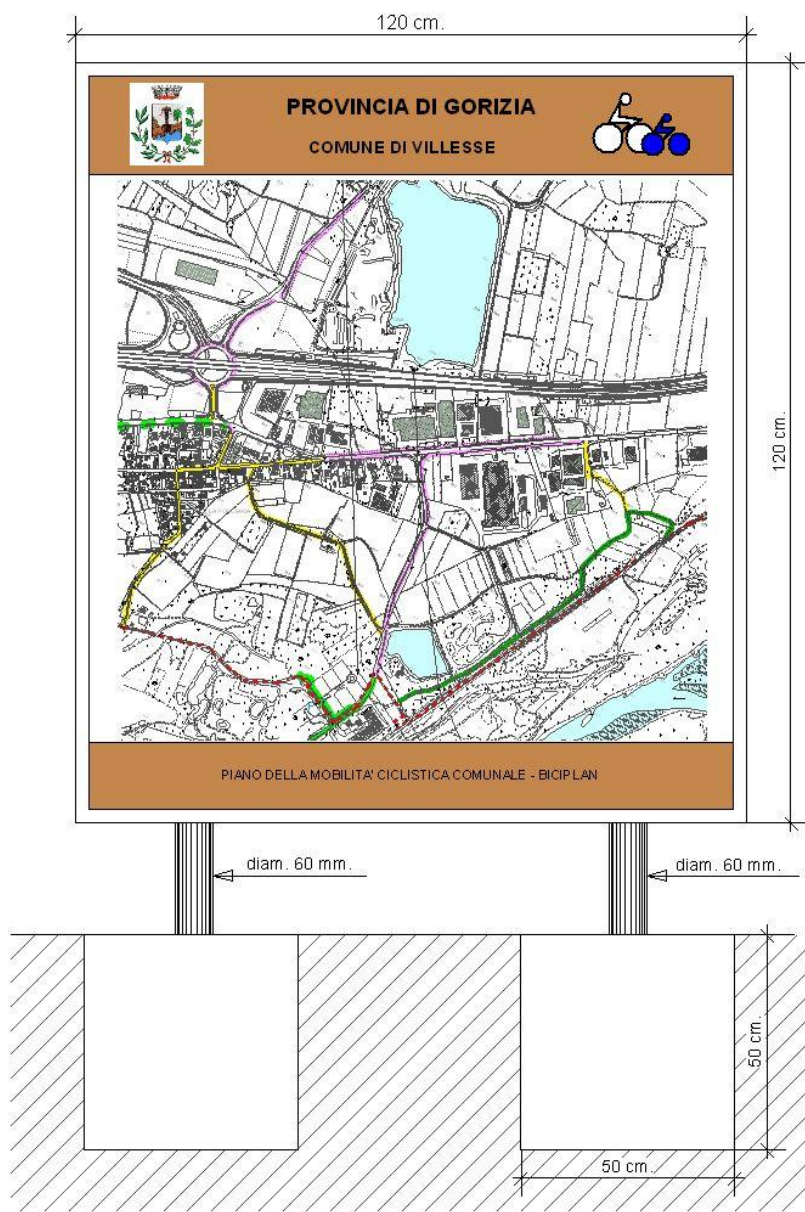 120 cm.
PROVINCIA DI GORIZIA
COMUNE DI VILLESSE
120 cm.
PIANO DELLA MOBILITA' CICLISTICA COMUNALE - BICIPLAN
diam. 60 mm.
diam. 60 mm.
50 cm.
50 cm.